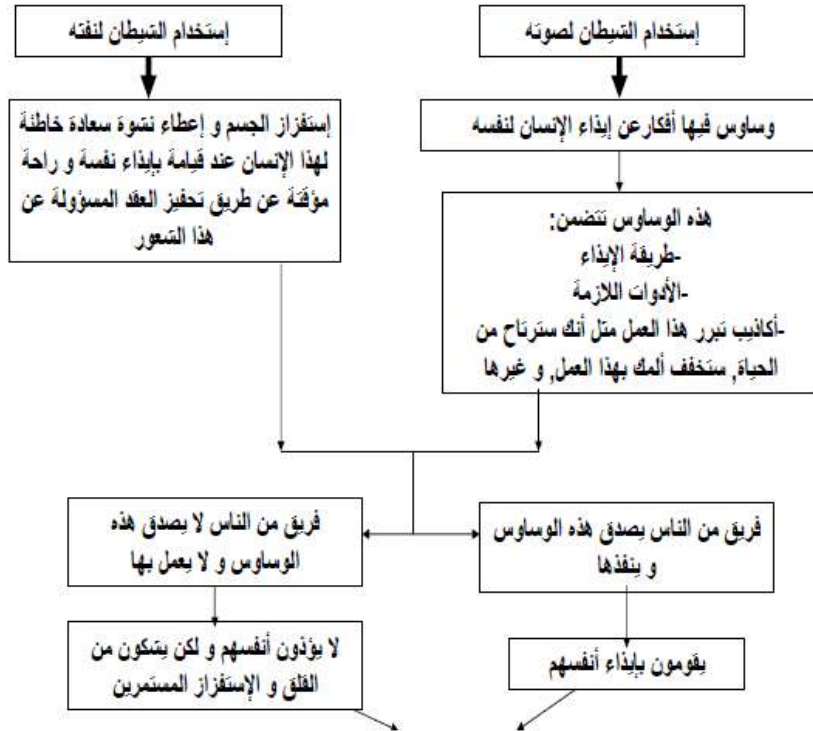 إستخدام الشيطان لصوته
إستخدام الشيطان لنفثه
وساوس فيها أفكار عن إيذاء الإنسان لنفسه
إستفزاز الجسم و إعطاء نشوة سعادة خاطئة
لهذا الإنسان عند قيامة بإيذاء نفسة و راحة
مؤقتة عن طريق تحفيز العقد المسؤولة عن
هذا الشعور
هذه الوساوس تتضمن:
-طريقة الإيذاء
-الأدوات اللازمة
-أكاذيب تبرر هذا العمل مثل أنك سترتاح من
الحياة, ستخفف ألمك بهذا العمل, و غيرها
فريق من الناس يصدق هذه الوساوس
و ينفذها
فريق من الناس لا يصدق هذه
الوساوس و لا يعمل بها
يقومون بإيذاء أنفسهم
لا يؤذون أنفسهم و لكن يشكون من
القلق و الإستفزاز المستمرين